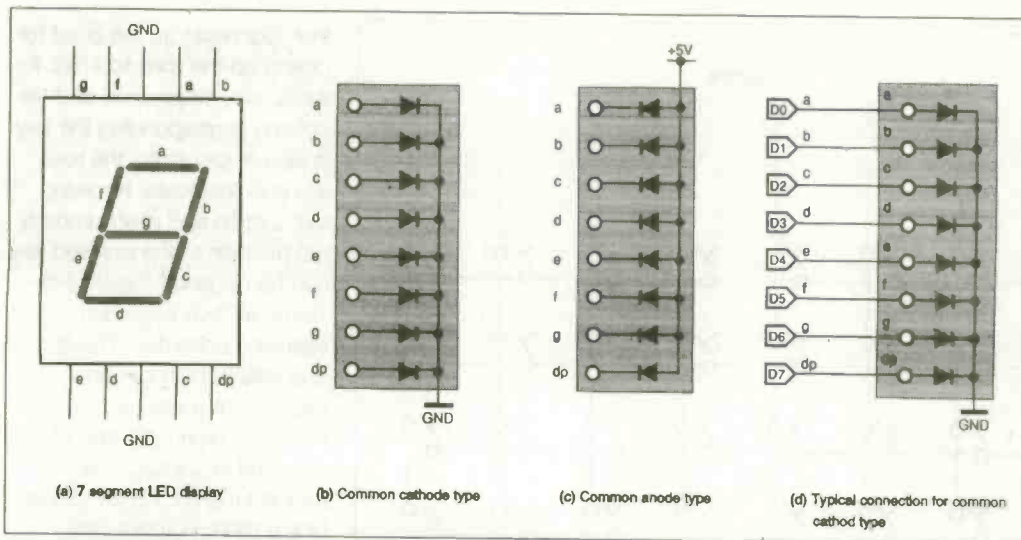 GND
g f a b
a
f
b
g
e
c
d
e d c dp
GND
(a) 7 segment LED display
a
b
c
d
e
f
g
dp
GND
(b) Common cathode type
+5V
a
b
c
d
e
f
g
dp
(c) Common anode type
D0 a a
D1 b b
D2 c c
D3 d d
D4 e e
D5 f f
D6 g g
D7 dp dp
GND
(d) Typical connection for common
cathod type